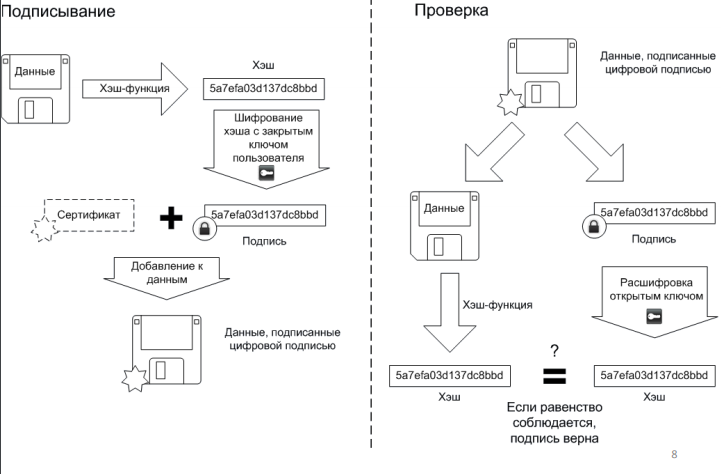 Подписывание
Данные
Хэш-функция
Хэш
5a7efa03d137dc8bbd
Шифрование
хэша с закрытым
ключом
пользователя
Сертификат
+
5a7efa03d137dc8bbd
Подпись
Добавление к
данным
Данные, подписанные
цифровой подписью
Проверка
Данные, подписанные
цифровой подписью
Данные
5a7efa03d137dc8bbd
Подпись
Хэш-функция
Расшифровка
открытым ключом
5a7efa03d137dc8bbd
Хэш
?
=
5a7efa03d137dc8bbd
Хэш
Если равенство
соблюдается,
подпись верна
8